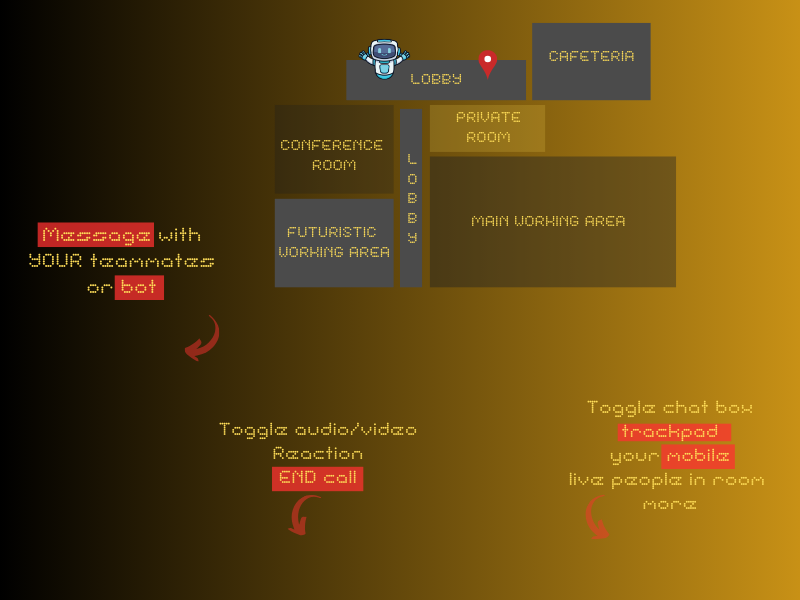 CAFETERIA
LOBBY
PRIVATE
ROOM
CONFERENCE
ROOM
L
O
B
B
Y
MAIN WORKING AREA
FUTURISTIC
WORKING AREA
Message with
YOUR teammates
or bot
Toggle audio/video
Reaction
END call
Toggle chat box
trackpad
your mobile
live people in room
more